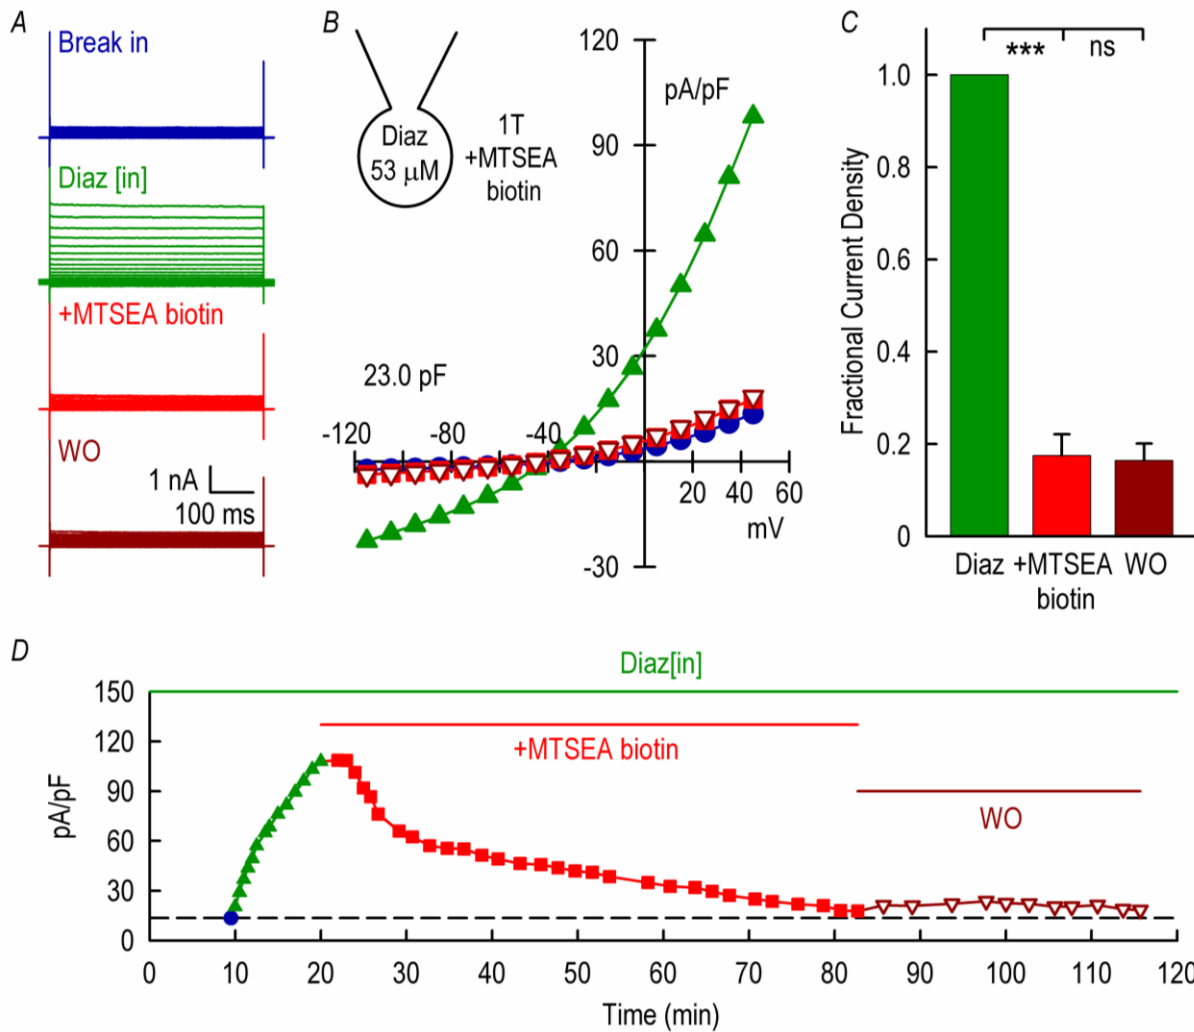 A
Break in
Diaz [in]
+MTSEA biotin
WO
1 nA
100 ms
B
Diaz
53 μM
1T
+MTSEA
biotin
pA/pF
120
90
60
30
-30
23.0 pF
-120
-80
-40
20
40
60
mV
C
***
ns
Fractional Current Density
1.0
0.8
0.6
0.4
0.2
0
Diaz
+MTSEA
biotin
WO
D
Diaz[in]
+MTSEA biotin
WO
pA/pF
150
120
90
60
30
0
0 10 20 30 40 50 60 70 80 90 100 110 120
Time (min)